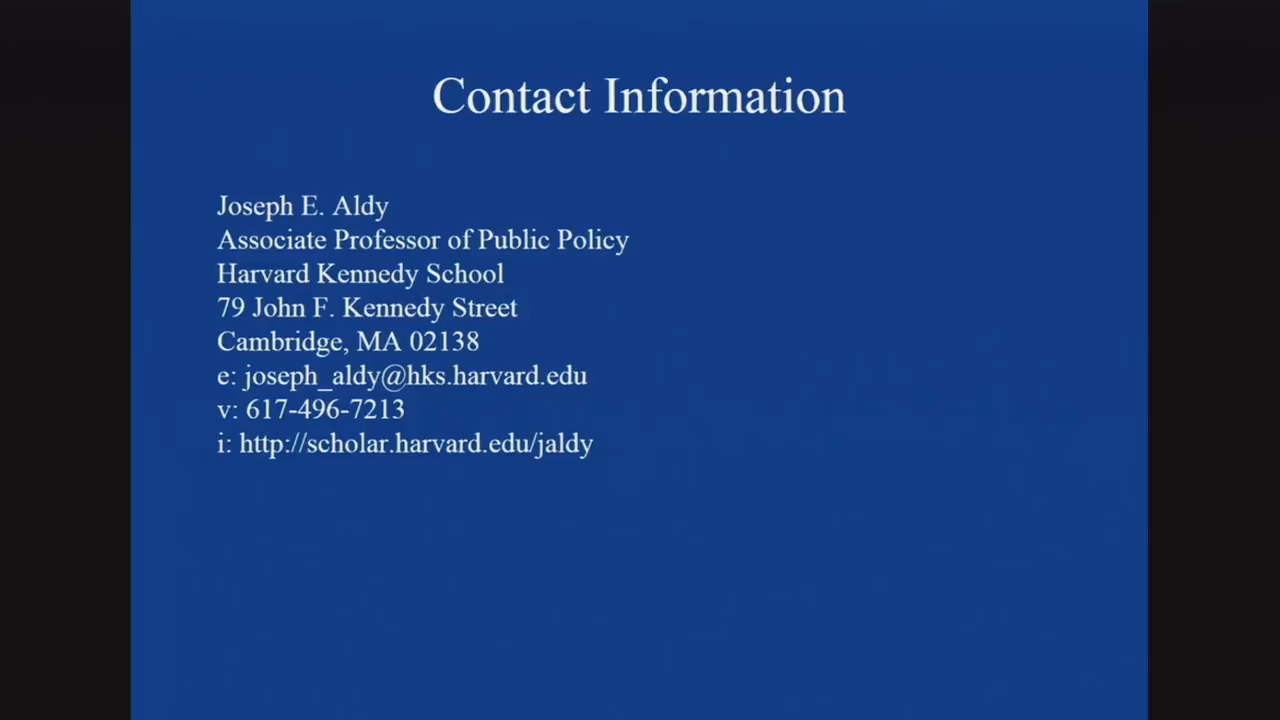 Contact Information
Joseph E. Aldy
Associate Professor of Public Policy
Harvard Kennedy School
79 John F. Kennedy Street
Cambridge, MA 02138
e: joseph_aldy@hks.harvard.edu
v: 617-496-7213
i: http://scholar.harvard.edu/jaldy